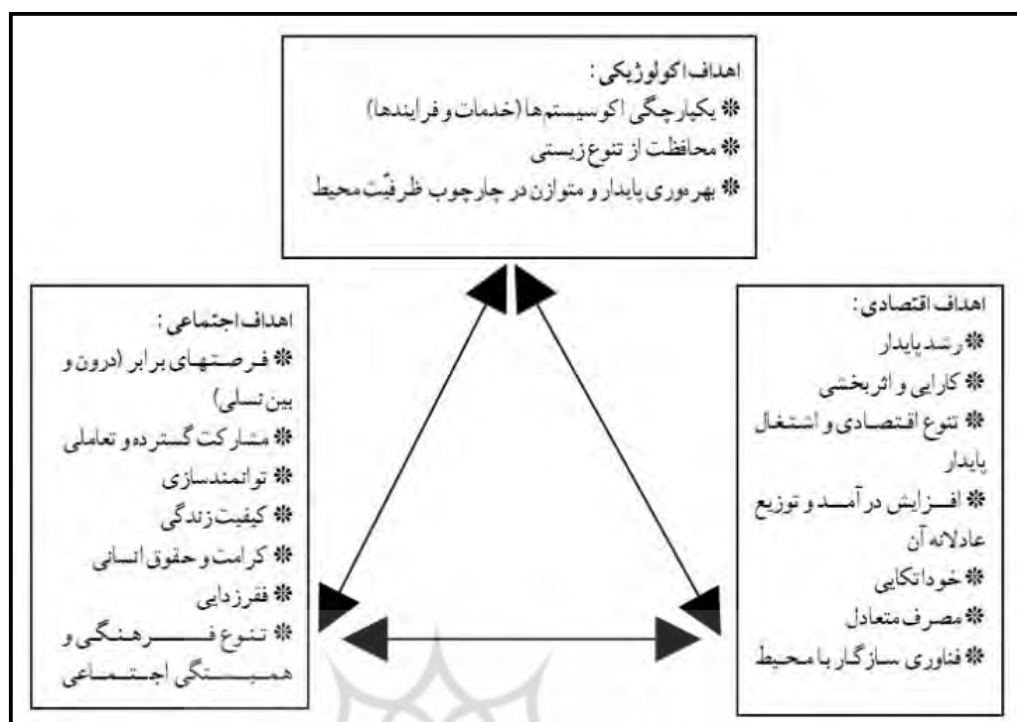 اهداف اکولوژیکی :
❊ یکپارچگی اکوسیستم‌ها (خدمات و فرایندها)
❊ محافظت از تنوع زیستی
❊ بهره‌وری پایدار و متوازن در چارچوب ظرفیّت محیط
اهداف اقتصادی :
❊ رشد پایدار
❊ کارایی و اثربخشی
❊ تنوع اقتصادی و اشتغال
پایدار
❊ افزایش درآمد و توزیع
عادلانه آن
❊ خوداتکایی
❊ مصرف متعادل
❊ فناوری سازگار با محیط
اهداف اجتماعی :
❊ فرصتهای برابر (درون و
بین نسلی)
❊ مشارکت گسترده و تعاملی
❊ توانمندسازی
❊ کیفیت زندگی
❊ کرامت و حقوق انسانی
❊ فقرزدایی
❊ تنوع فرهنگی و
همبستگی اجتماعی